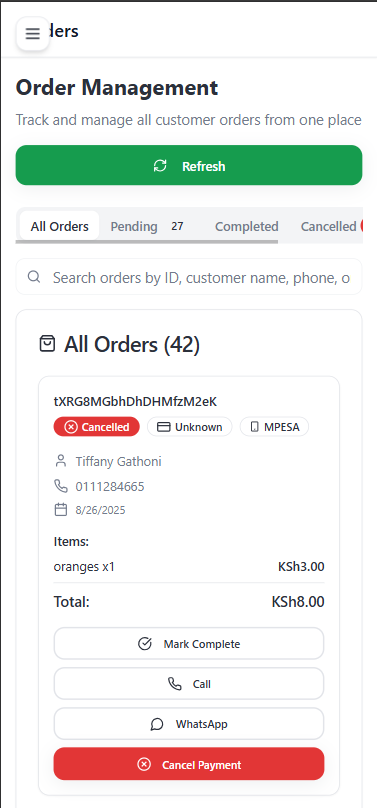 ders
Order Management
Track and manage all customer orders from one place
Refresh
All Orders Pending 27 Completed Cancelled
Search orders by ID, customer name, phone, o
All Orders (42)
tXRG8MGbhDhDHMfzM2eK
Cancelled Unknown MPESA
Tiffany Gathoni
0111284665
8/26/2025
Items:
oranges x1 KSh3.00
Total: KSh8.00
Mark Complete
Call
WhatsApp
Cancel Payment